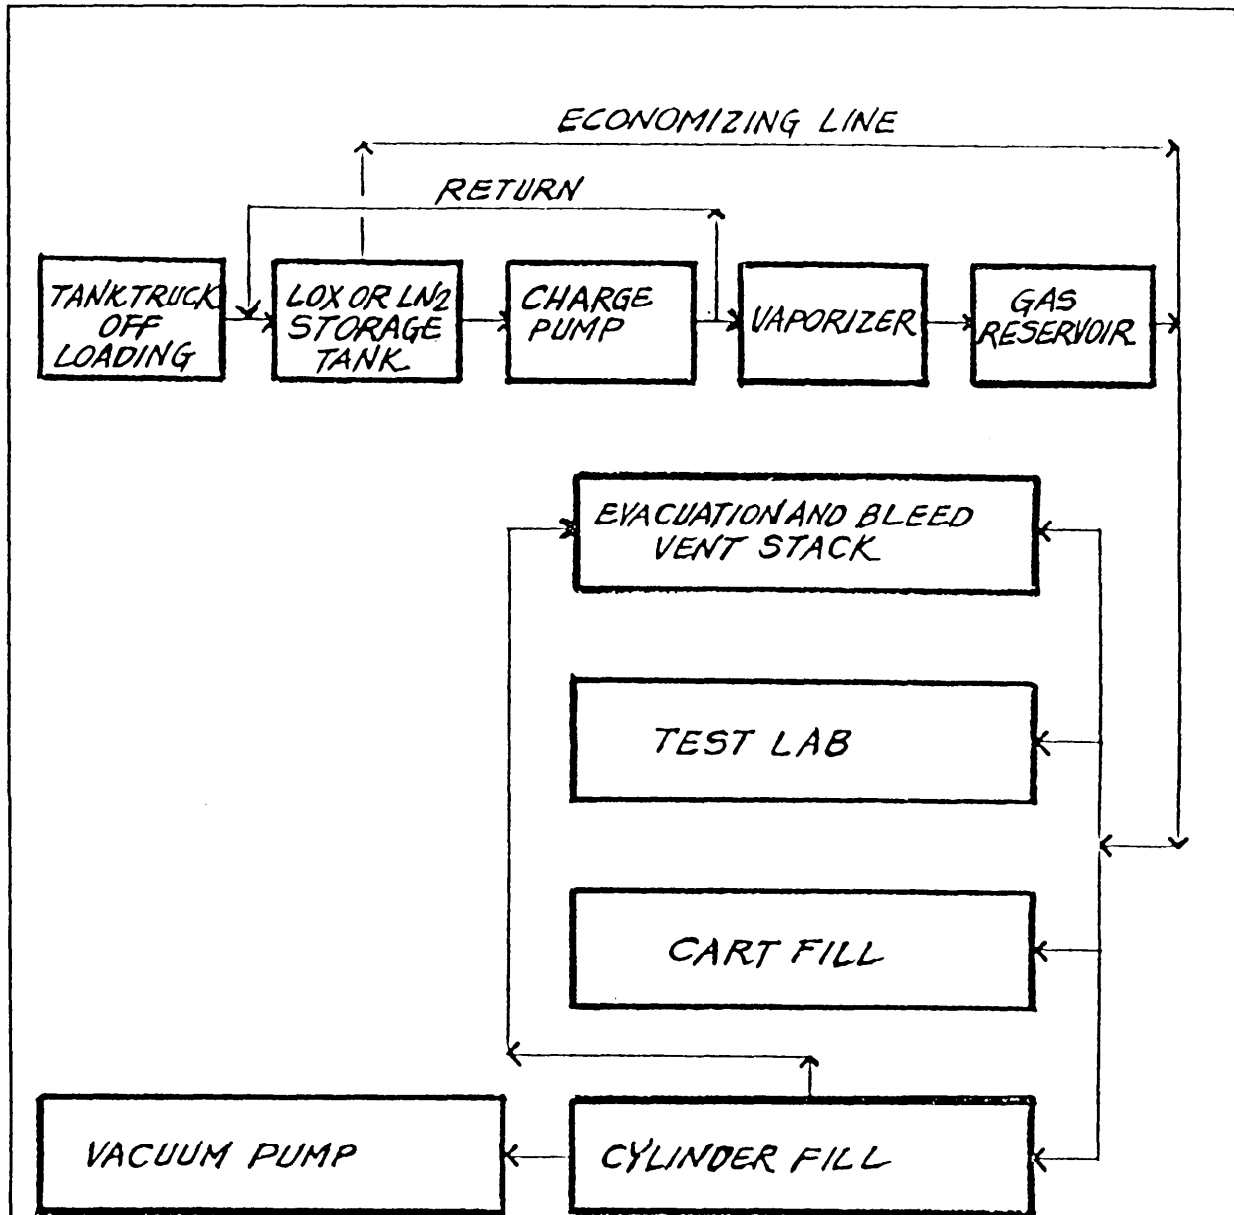 ECONOMIZING LINE
RETURN
TANK TRUCK
OFF
LOADING
LOX OR LN2
STORAGE
TANK
CHARGE
PUMP
VAPORIZER
GAS
RESERVOIR
EVACUATION AND BLEED
VENT STACK
TEST LAB
CART FILL
VACUUM PUMP
CYLINDER FILL